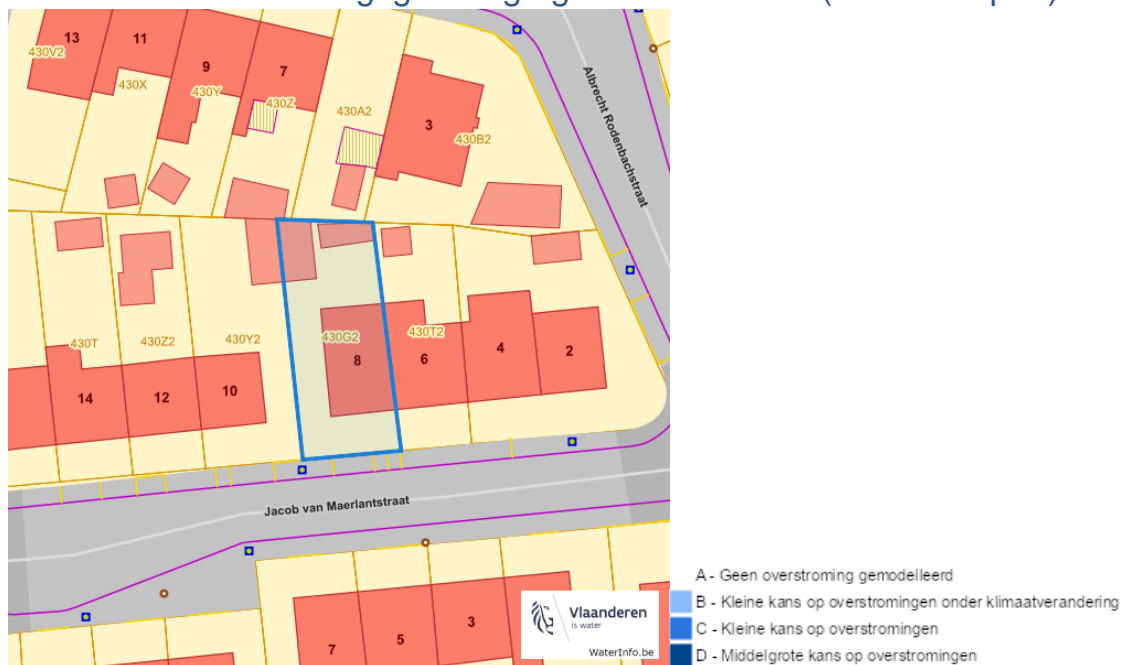 13
11
9
7
430V2
430X
430Y
430Z
430A2
3
430B2
Albrecht Rodenbachstraat
430T
430Z2
430Y2
430G2
430T2
14
12
10
8
6
4
2
Jacob van Maerlantstraat
7
5
3
Vlaanderen
is water
WaterInfo.be
A - Geen overstroming gemodelleerd
B - Kleine kans op overstromingen onder klimaatverandering
C - Kleine kans op overstromingen
D - Middelgrote kans op overstromingen